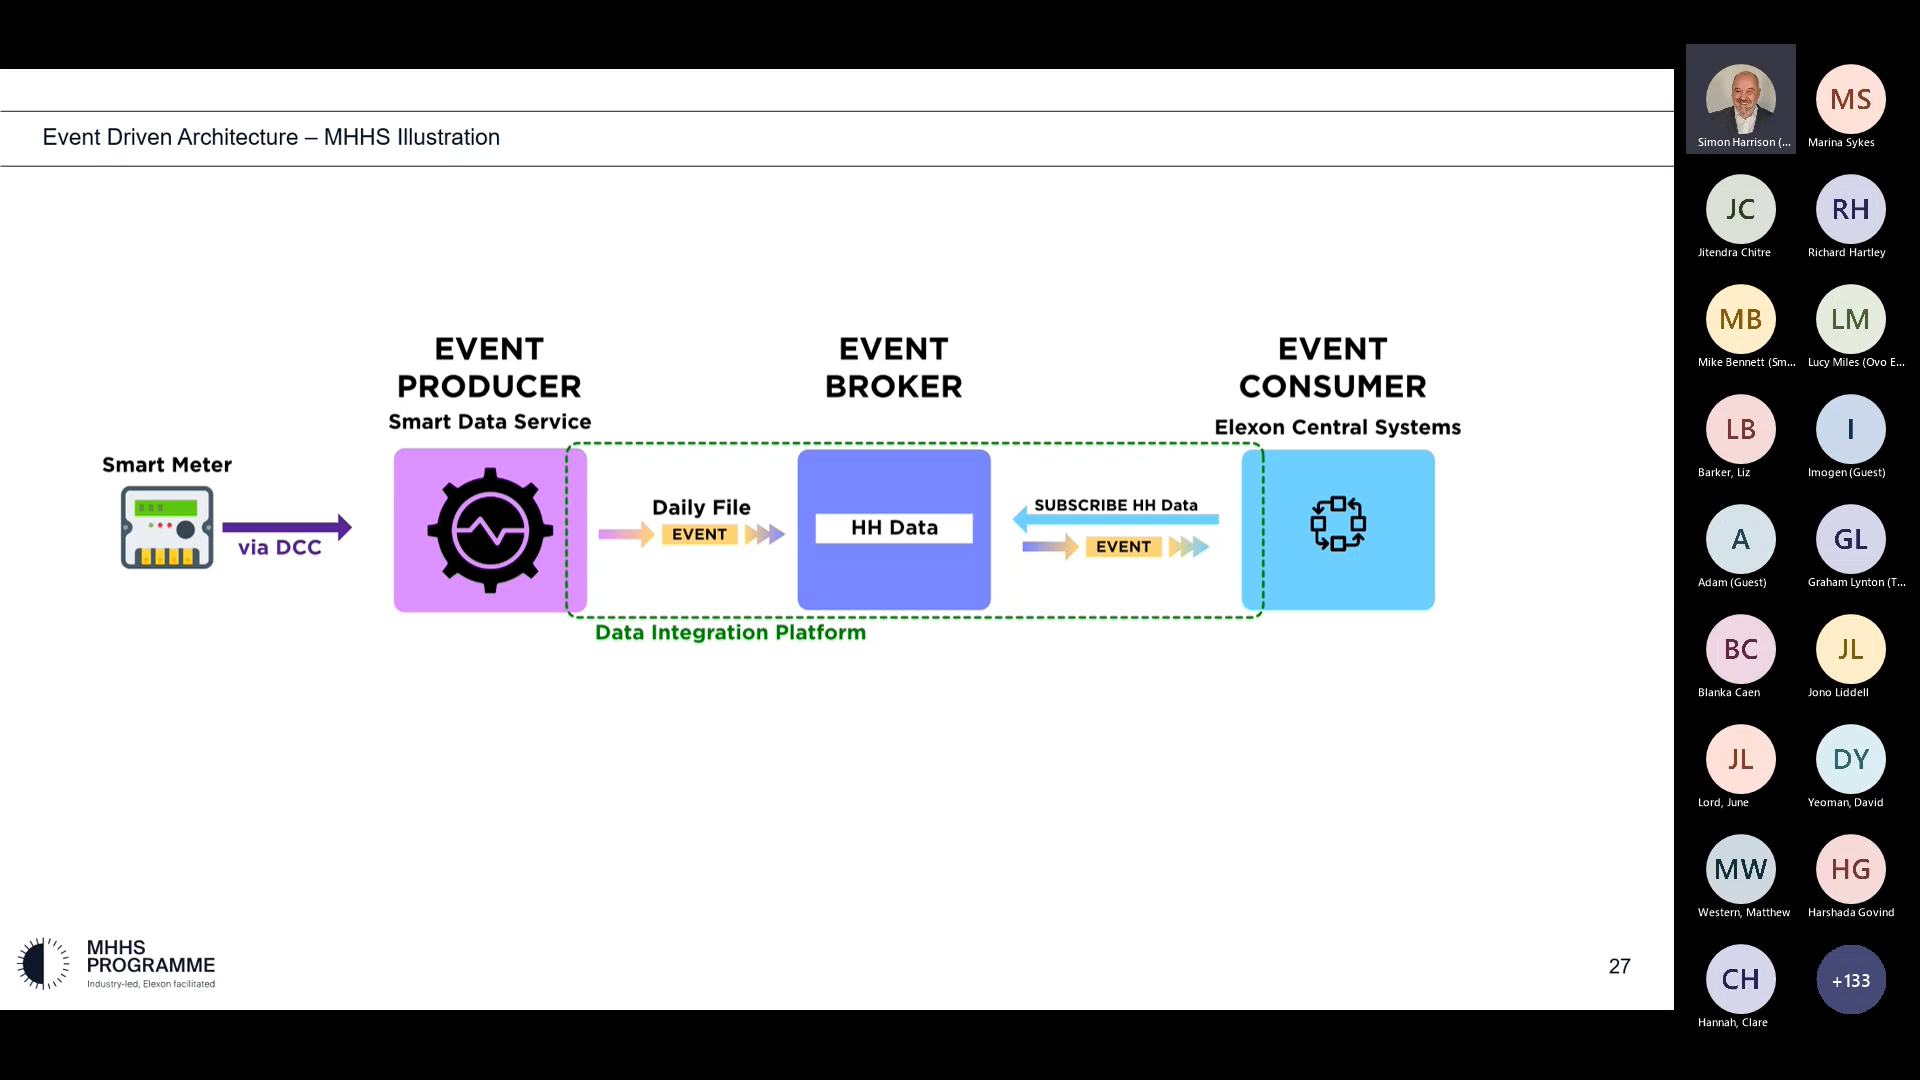 Event Driven Architecture – MHHS Illustration
EVENT
PRODUCER
Smart Data Service
EVENT
BROKER
EVENT
CONSUMER
Elexon Central Systems
Smart Meter
via DCC
Daily File
EVENT
HH Data
SUBSCRIBE HH Data
EVENT
Data Integration Platform
MHHS
PROGRAMME
Industry-led, Elexon facilitated
27
Simon Harrison (...
MS
Marina Sykes
JC
Jitendra Chitre
RH
Richard Hartley
MB
Mike Bennett (Sm...
LM
Lucy Miles (Ovo E...
LB
Barker, Liz
I
Imogen (Guest)
A
Adam (Guest)
GL
Graham Lynton (T...
BC
Blanka Caen
JL
Jono Liddell
JL
Lord, June
DY
Yeoman, David
MW
Western, Matthew
HG
Harshada Govind
CH
Hannah, Clare
+133